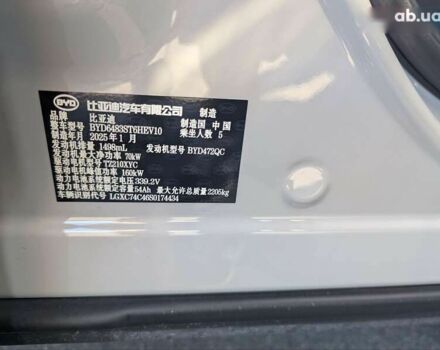 ab.ua
BYD 比亚迪汽车有限公司 制造
品牌 比亚迪 制造国 中国
整车型号 BYD6483ST6HEV10 乘坐人数 5
制造年月 2025年1月
发动机排量 1498mL 发动机型号 BYD472QC
发动机最大净功率 70kW
驱动电机型号 TZ210XYC
驱动电机峰值功率 160kW
动力电池系统额定电压 339.2V
动力电池系统额定容量 54Ah 最大允许总质量 2205kg
车辆识别代号 LGXC74C46S0174434